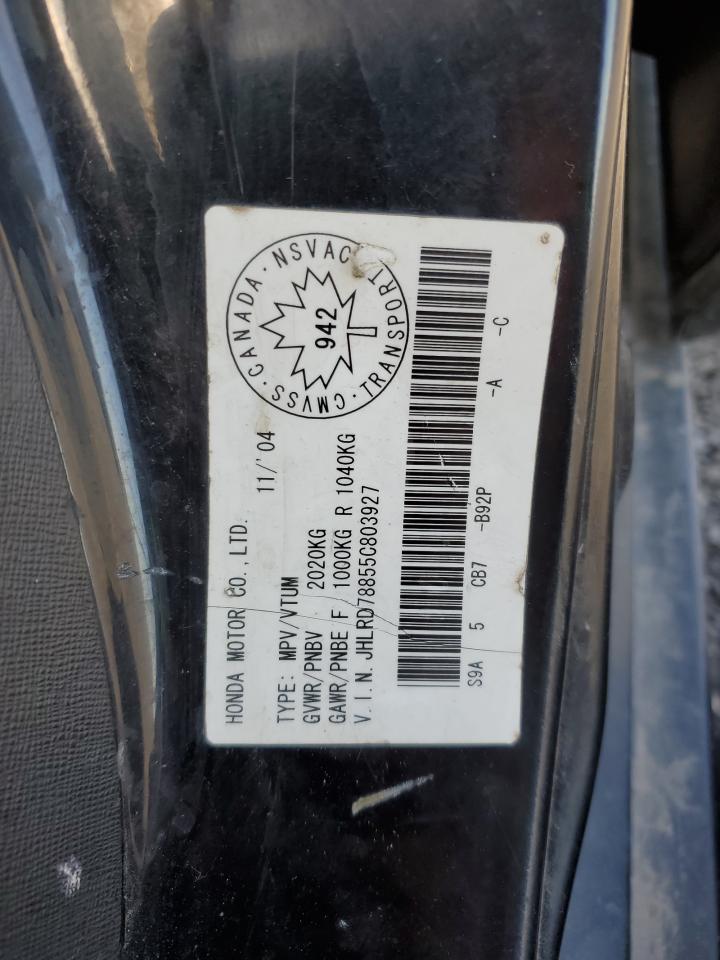 HONDA MOTOR CO.,LTD.
11/'04
TYPE: MPV/VTUM
GVWR/PNBV 2020KG
GAWR/PNBE F 1000KG R 1040KG
V.I.N. JHLRD78855C803927
S9A 5 CB7 -B92P -A -C
CMVSS·CANADA·NSVAC
942
·TRANSPORT